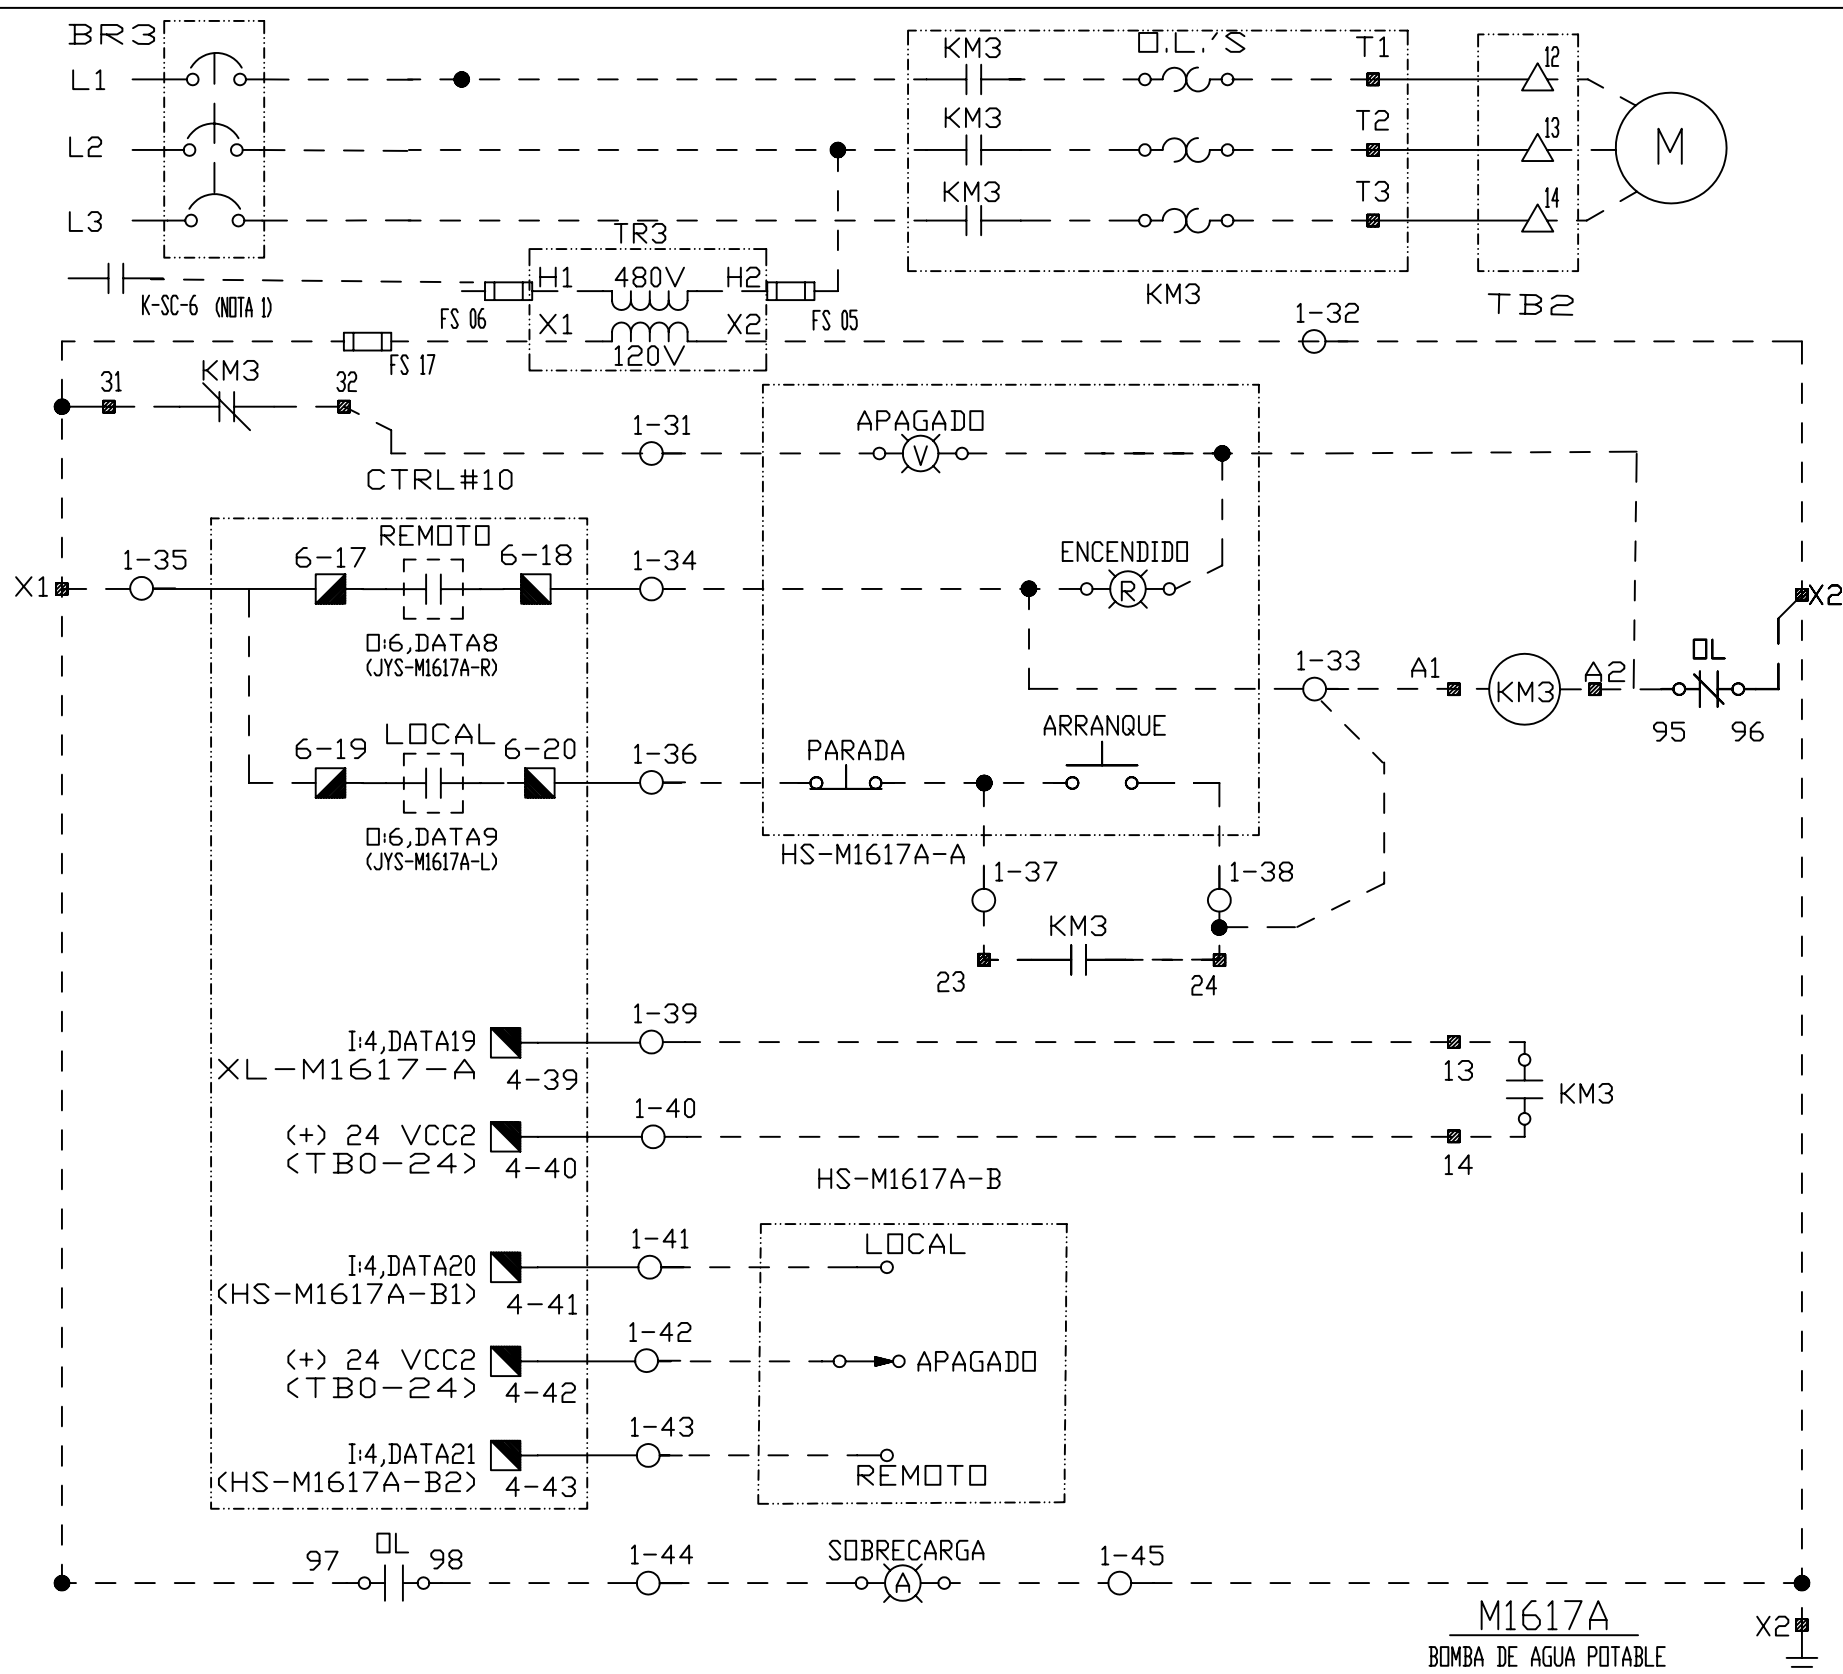 BR3
L1
KM3
O.L.'S
T1
12
L2
KM3
T2
13
M
L3
KM3
T3
14
TR3
K-SC-6 (NOTA 1)
FS 06
H1 480V H2
FS 05
KM3
TB2
X1 120V X2
1-32
FS 17
31
KM3
32
1-31
APAGADO
V
CTRL#10
REMOTO
1-35
6-17
6-18
1-34
ENCENDIDO
R
X1
X2
O:6,DATA8
(JYS-M1617A-R)
1-33
A1
KM3
A2
OL
95
96
LOCAL
6-19
6-20
1-36
PARADA
ARRANQUE
O:6,DATA9
(JYS-M1617A-L)
HS-M1617A-A
1-37
1-38
KM3
23
24
I:4,DATA19
XL-M1617-A
4-39
1-39
13
KM3
(+) 24 VCC2
(TB0-24)
4-40
1-40
14
HS-M1617A-B
I:4,DATA20
(HS-M1617A-B1)
4-41
1-41
LOCAL
(+) 24 VCC2
(TB0-24)
4-42
1-42
APAGADO
I:4,DATA21
(HS-M1617A-B2)
4-43
1-43
REMOTO
97
OL
98
1-44
SOBRECARGA
A
1-45
M1617A
X2
BOMBA DE AGUA POTABLE